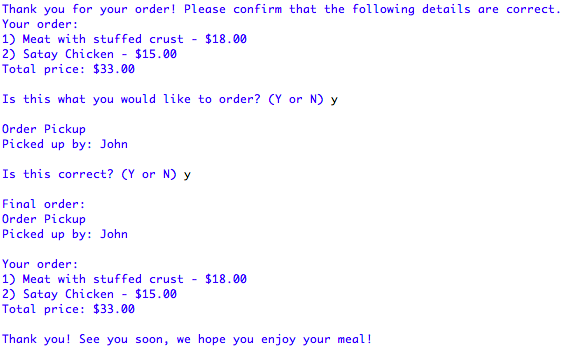 Thank you for your order! Please confirm that the following details are correct.
Your order:
1) Meat with stuffed crust - $18.00
2) Satay Chicken - $15.00
Total price: $33.00
Is this what you would like to order? (Y or N) y
Order Pickup
Picked up by: John
Is this correct? (Y or N) y
Final order:
Order Pickup
Picked up by: John
Your order:
1) Meat with stuffed crust - $18.00
2) Satay Chicken - $15.00
Total price: $33.00
Thank you! See you soon, we hope you enjoy your meal!